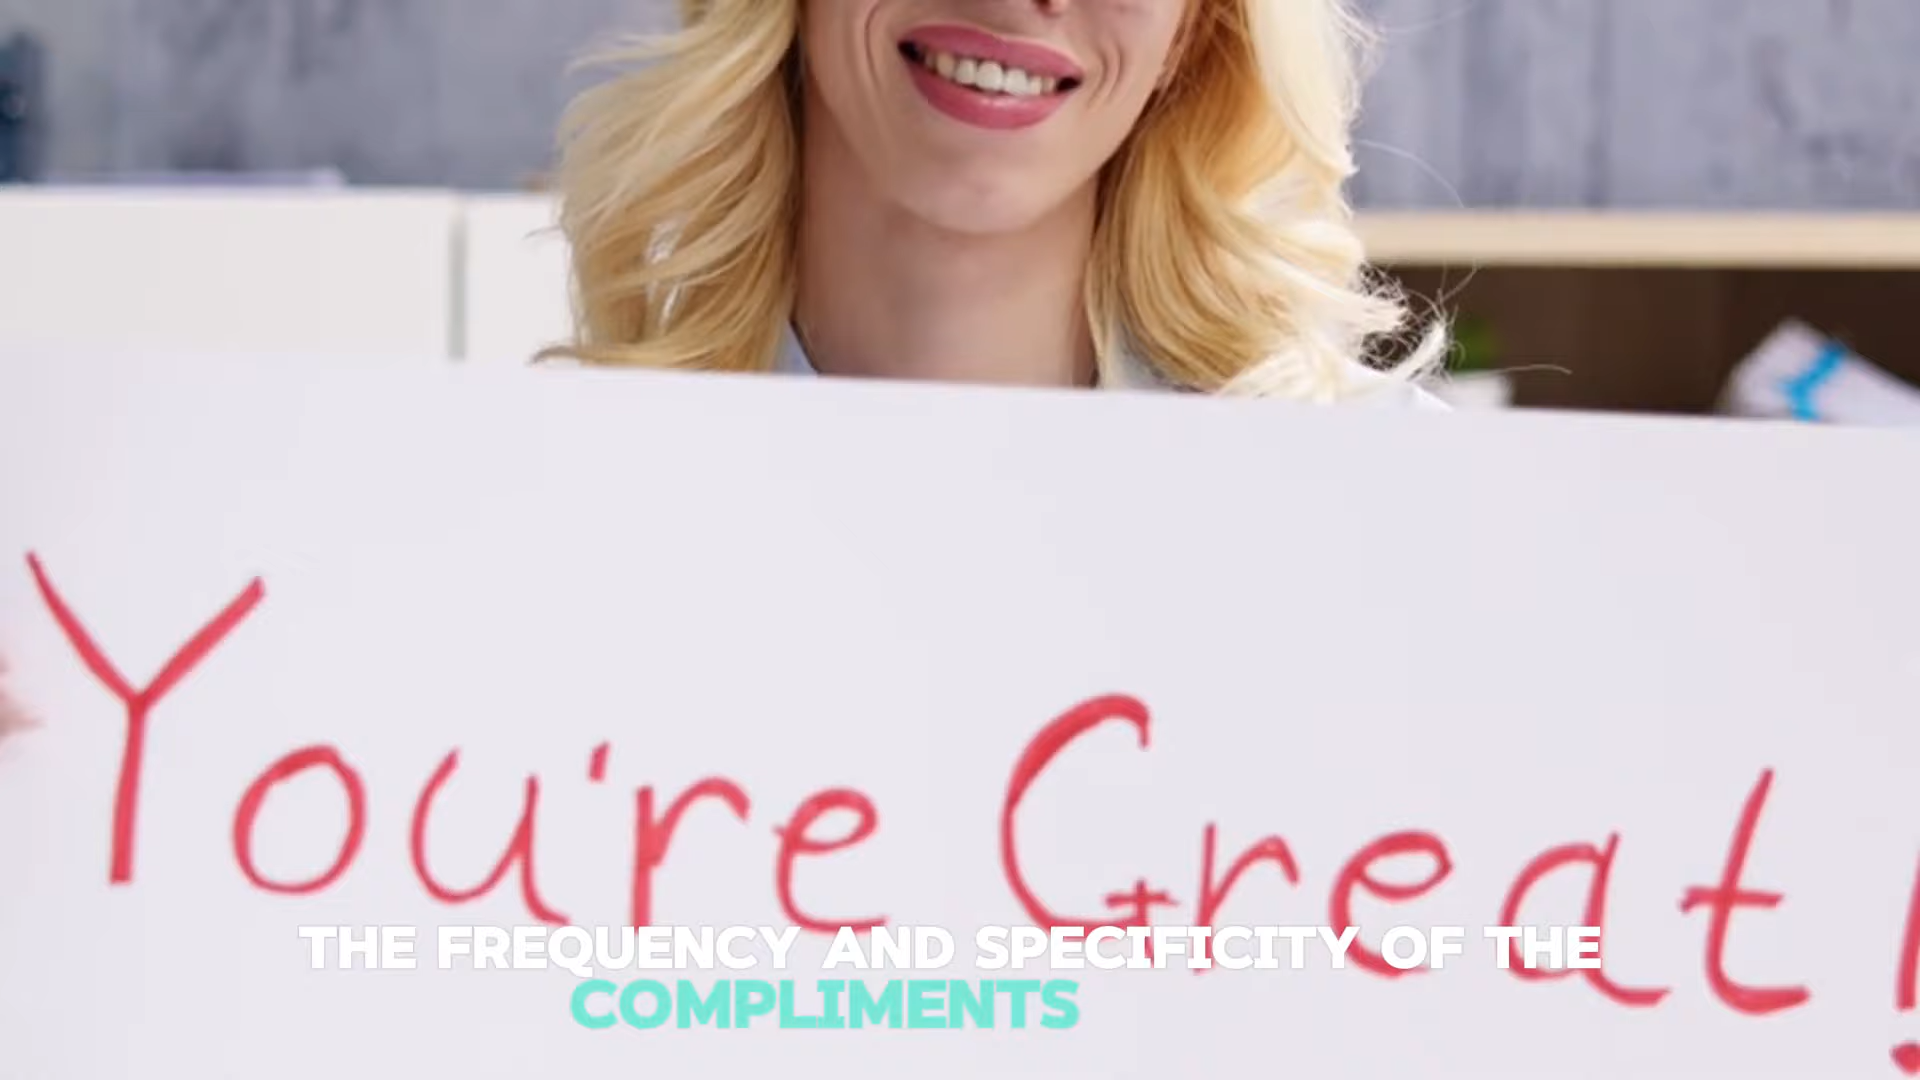 You're Great!
THE FREQUENCY AND SPECIFICITY OF THE
COMPLIMENTS